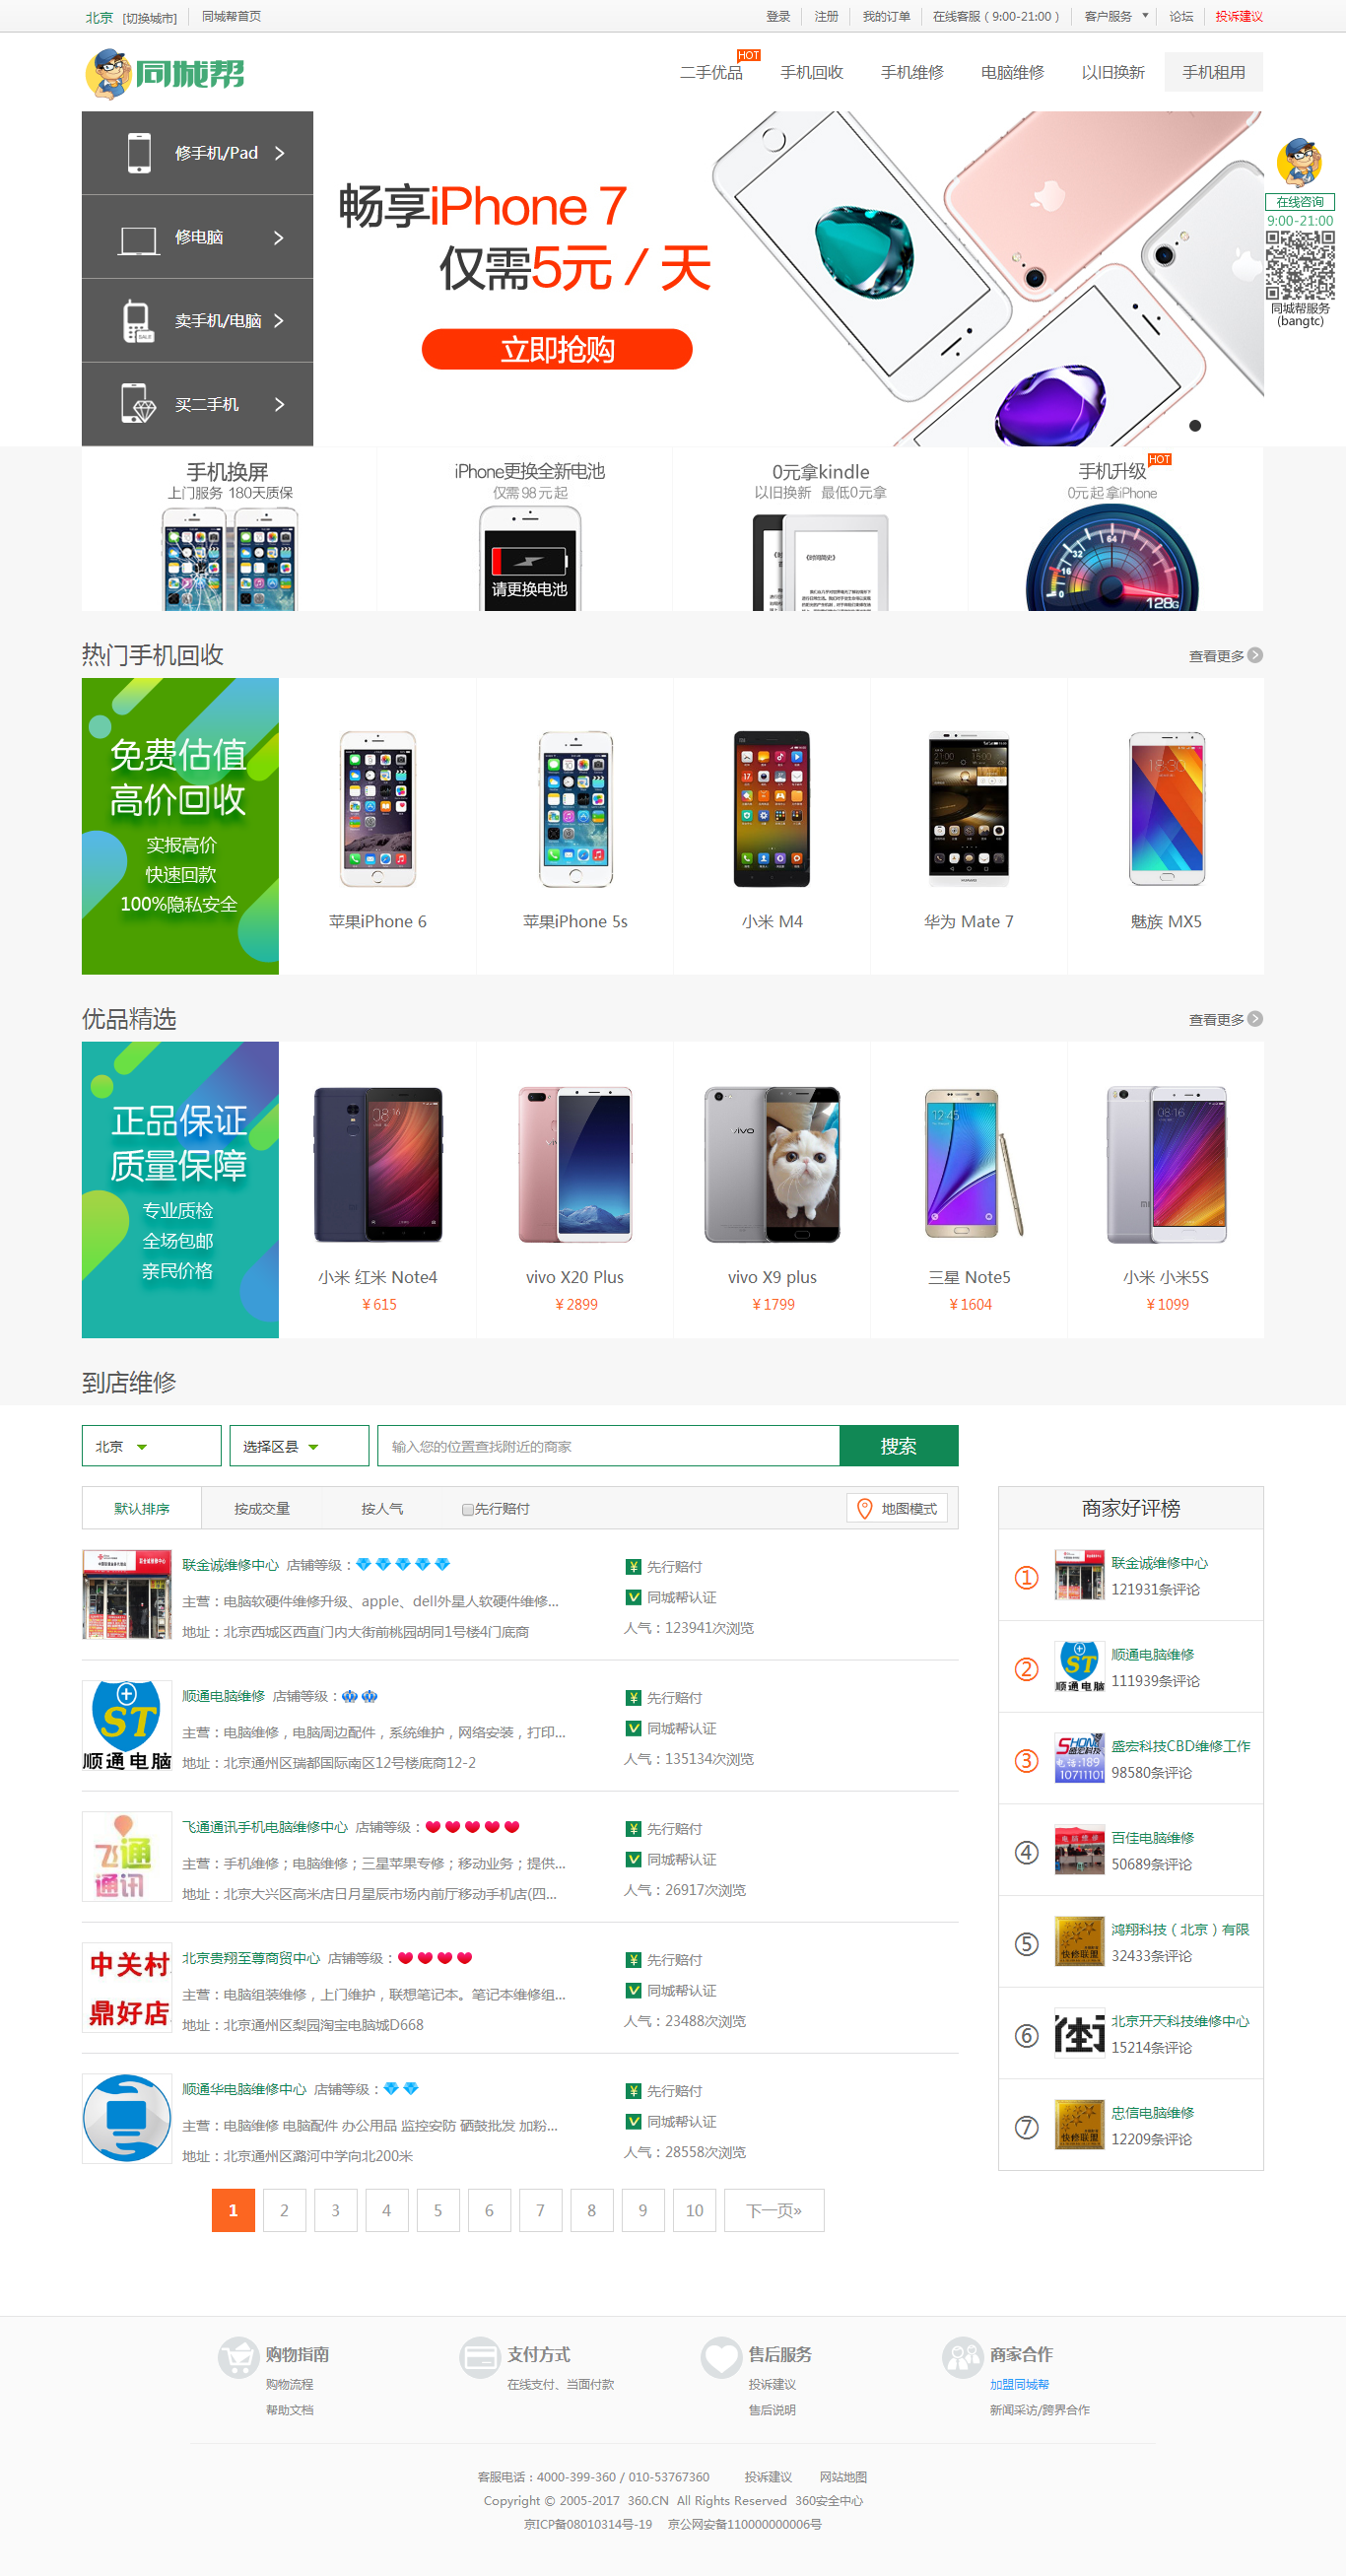 北京 [切换城市] 同城帮首页 登录 注册 我的订单 在线客服（9:00-21:00） 客户服务 论坛 投诉建议
同城帮
二手优品 HOT 手机回收 手机维修 电脑维修 以旧换新 手机租用
修手机/Pad
修电脑
卖手机/电脑
SALE
买二手机
畅享iPhone 7
仅需5元 / 天
立即抢购
在线咨询
9:00-21:00
同城帮服务
(bangtc)
手机换屏
上门服务 180天质保
iPhone更换全新电池
仅需98元起
请更换电池
0元拿kindle
以旧换新 最低0元拿
《时间简史》
手机升级 HOT
0元起拿iPhone
0 16 32 64
128G
热门手机回收 查看更多
免费估值
高价回收
实报高价
快速回款
100%隐私安全
苹果iPhone 6 苹果iPhone 5s 小米 M4 华为 Mate 7 魅族 MX5
优品精选 查看更多
正品保证
质量保障
专业质检
全场包邮
亲民价格
小米 红米 Note4 vivo X20 Plus vivo X9 plus 三星 Note5 小米 小米5S
¥615 ¥2899 ¥1799 ¥1604 ¥1099
到店维修
北京 选择区县 输入您的位置查找附近的商家 搜索
默认排序 按成交量 按人气 先行赔付 地图模式
联金诚维修中心 店铺等级：
主营：电脑软硬件维修升级、apple、dell外星人软硬件维修...
地址：北京西城区西直门内大街前桃园胡同1号楼4门底商
¥ 先行赔付
同城帮认证
人气：123941次浏览
ST
顺通电脑
顺通电脑维修 店铺等级：
主营：电脑维修，电脑周边配件，系统维护，网络安装，打印...
地址：北京通州区瑞都国际南区12号楼底商12-2
¥ 先行赔付
同城帮认证
人气：135134次浏览
飞通
通讯
飞通通讯手机电脑维修中心 店铺等级：
主营：手机维修；电脑维修；三星苹果专修；移动业务；提供...
地址：北京大兴区高米店日月星辰市场内前厅移动手机店(四...
¥ 先行赔付
同城帮认证
人气：26917次浏览
中关村
鼎好店
北京贵翔至尊商贸中心 店铺等级：
主营：电脑组装维修，上门维护，联想笔记本。笔记本维修组...
地址：北京通州区梨园淘宝电脑城D668
¥ 先行赔付
同城帮认证
人气：23488次浏览
顺通华电脑维修中心 店铺等级：
主营：电脑维修 电脑配件 办公用品 监控安防 硒鼓批发 加粉...
地址：北京通州区潞河中学向北200米
¥ 先行赔付
同城帮认证
人气：28558次浏览
1 2 3 4 5 6 7 8 9 10 下一页»
商家好评榜
① 联金诚维修中心
121931条评论
② 顺通电脑维修
111939条评论
③ 盛宏科技CBD维修工作
98580条评论
④ 百佳电脑维修
50689条评论
⑤ 鸿翔科技（北京）有限
32433条评论
⑥ 北京开天科技维修中心
15214条评论
⑦ 忠信电脑维修
12209条评论
购物指南 支付方式 售后服务 商家合作
购物流程 在线支付、当面付款 投诉建议 加盟同城帮
帮助文档 售后说明 新闻采访/跨界合作
客服电话：4000-399-360 / 010-53767360 投诉建议 网站地图
Copyright © 2005-2017 360.CN All Rights Reserved 360安全中心
京ICP备08010314号-19 京公网安备110000000006号